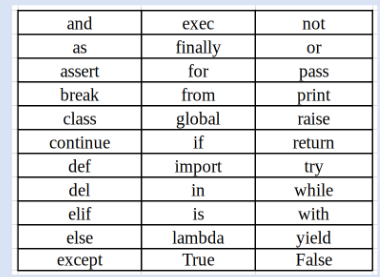 and exec not
as finally or
assert for pass
break from print
class global raise
continue if return
def import try
del in while
elif is with
else lambda yield
except True False